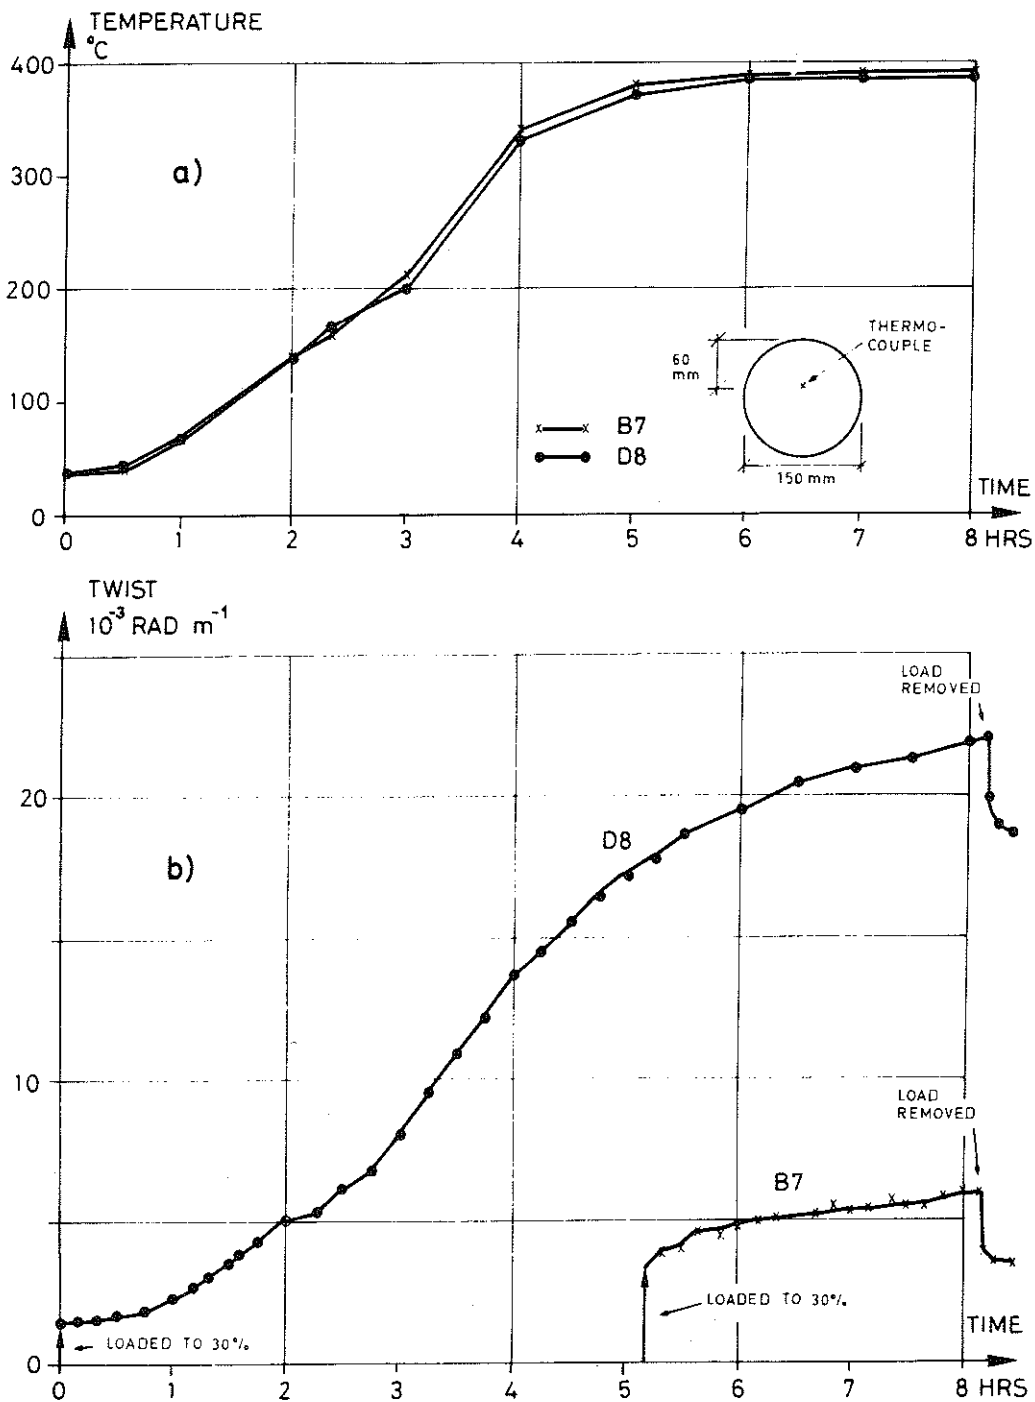 TEMPERATURE
°C
400
300
200
100
0
a)
THERMO-
COUPLE
60
mm
150 mm
x—x B7
D8
TIME
0 1 2 3 4 5 6 7 8 HRS
TWIST
10⁻³ RAD m⁻¹
20
10
0
b)
LOAD
REMOVED
D8
LOAD
REMOVED
B7
LOADED TO 30%
LOADED TO 30%
TIME
0 1 2 3 4 5 6 7 8 HRS